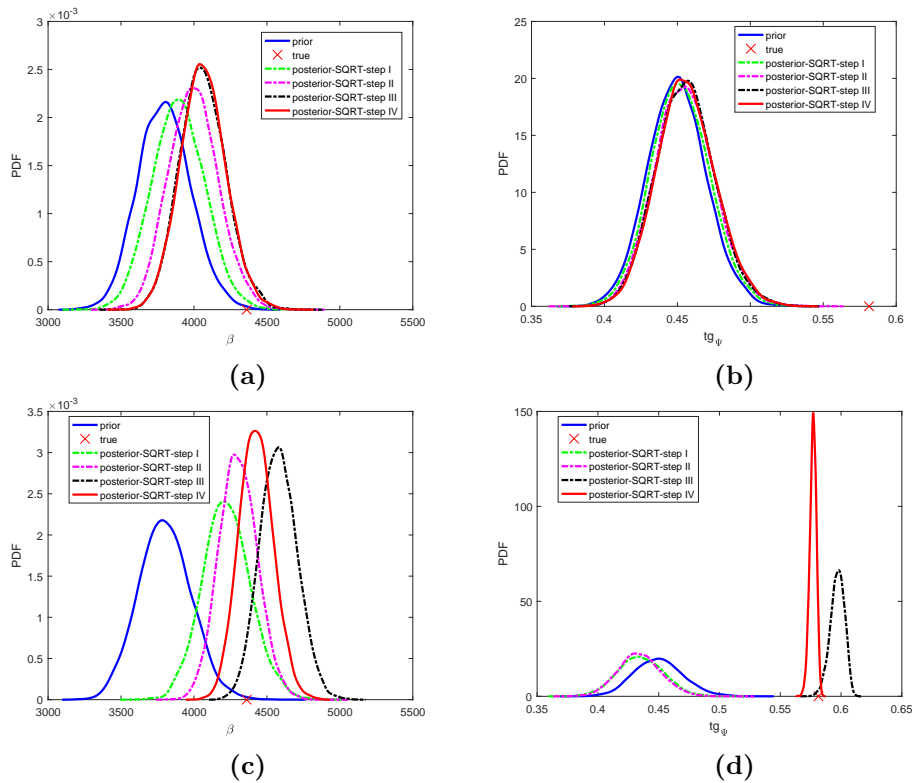 ×10⁻³
3
2.5
2
1.5
1
0.5
0
PDF
3000 3500 4000 4500 5000 5500
β
prior
true
posterior-SQRT-step I
posterior-SQRT-step II
posterior-SQRT-step III
posterior-SQRT-step IV
(a)
25
20
15
10
5
0
PDF
0.35 0.4 0.45 0.5 0.55 0.6
tgΨ
prior
true
posterior-SQRT-step I
posterior-SQRT-step II
posterior-SQRT-step III
posterior-SQRT-step IV
(b)
×10⁻³
3.5
3
2.5
2
1.5
1
0.5
0
PDF
3000 3500 4000 4500 5000 5500
β
prior
true
posterior-SQRT-step I
posterior-SQRT-step II
posterior-SQRT-step III
posterior-SQRT-step IV
(c)
150
100
50
0
PDF
0.35 0.4 0.45 0.5 0.55 0.6 0.65
tgΨ
prior
true
posterior-SQRT-step I
posterior-SQRT-step II
posterior-SQRT-step III
posterior-SQRT-step IV
(d)